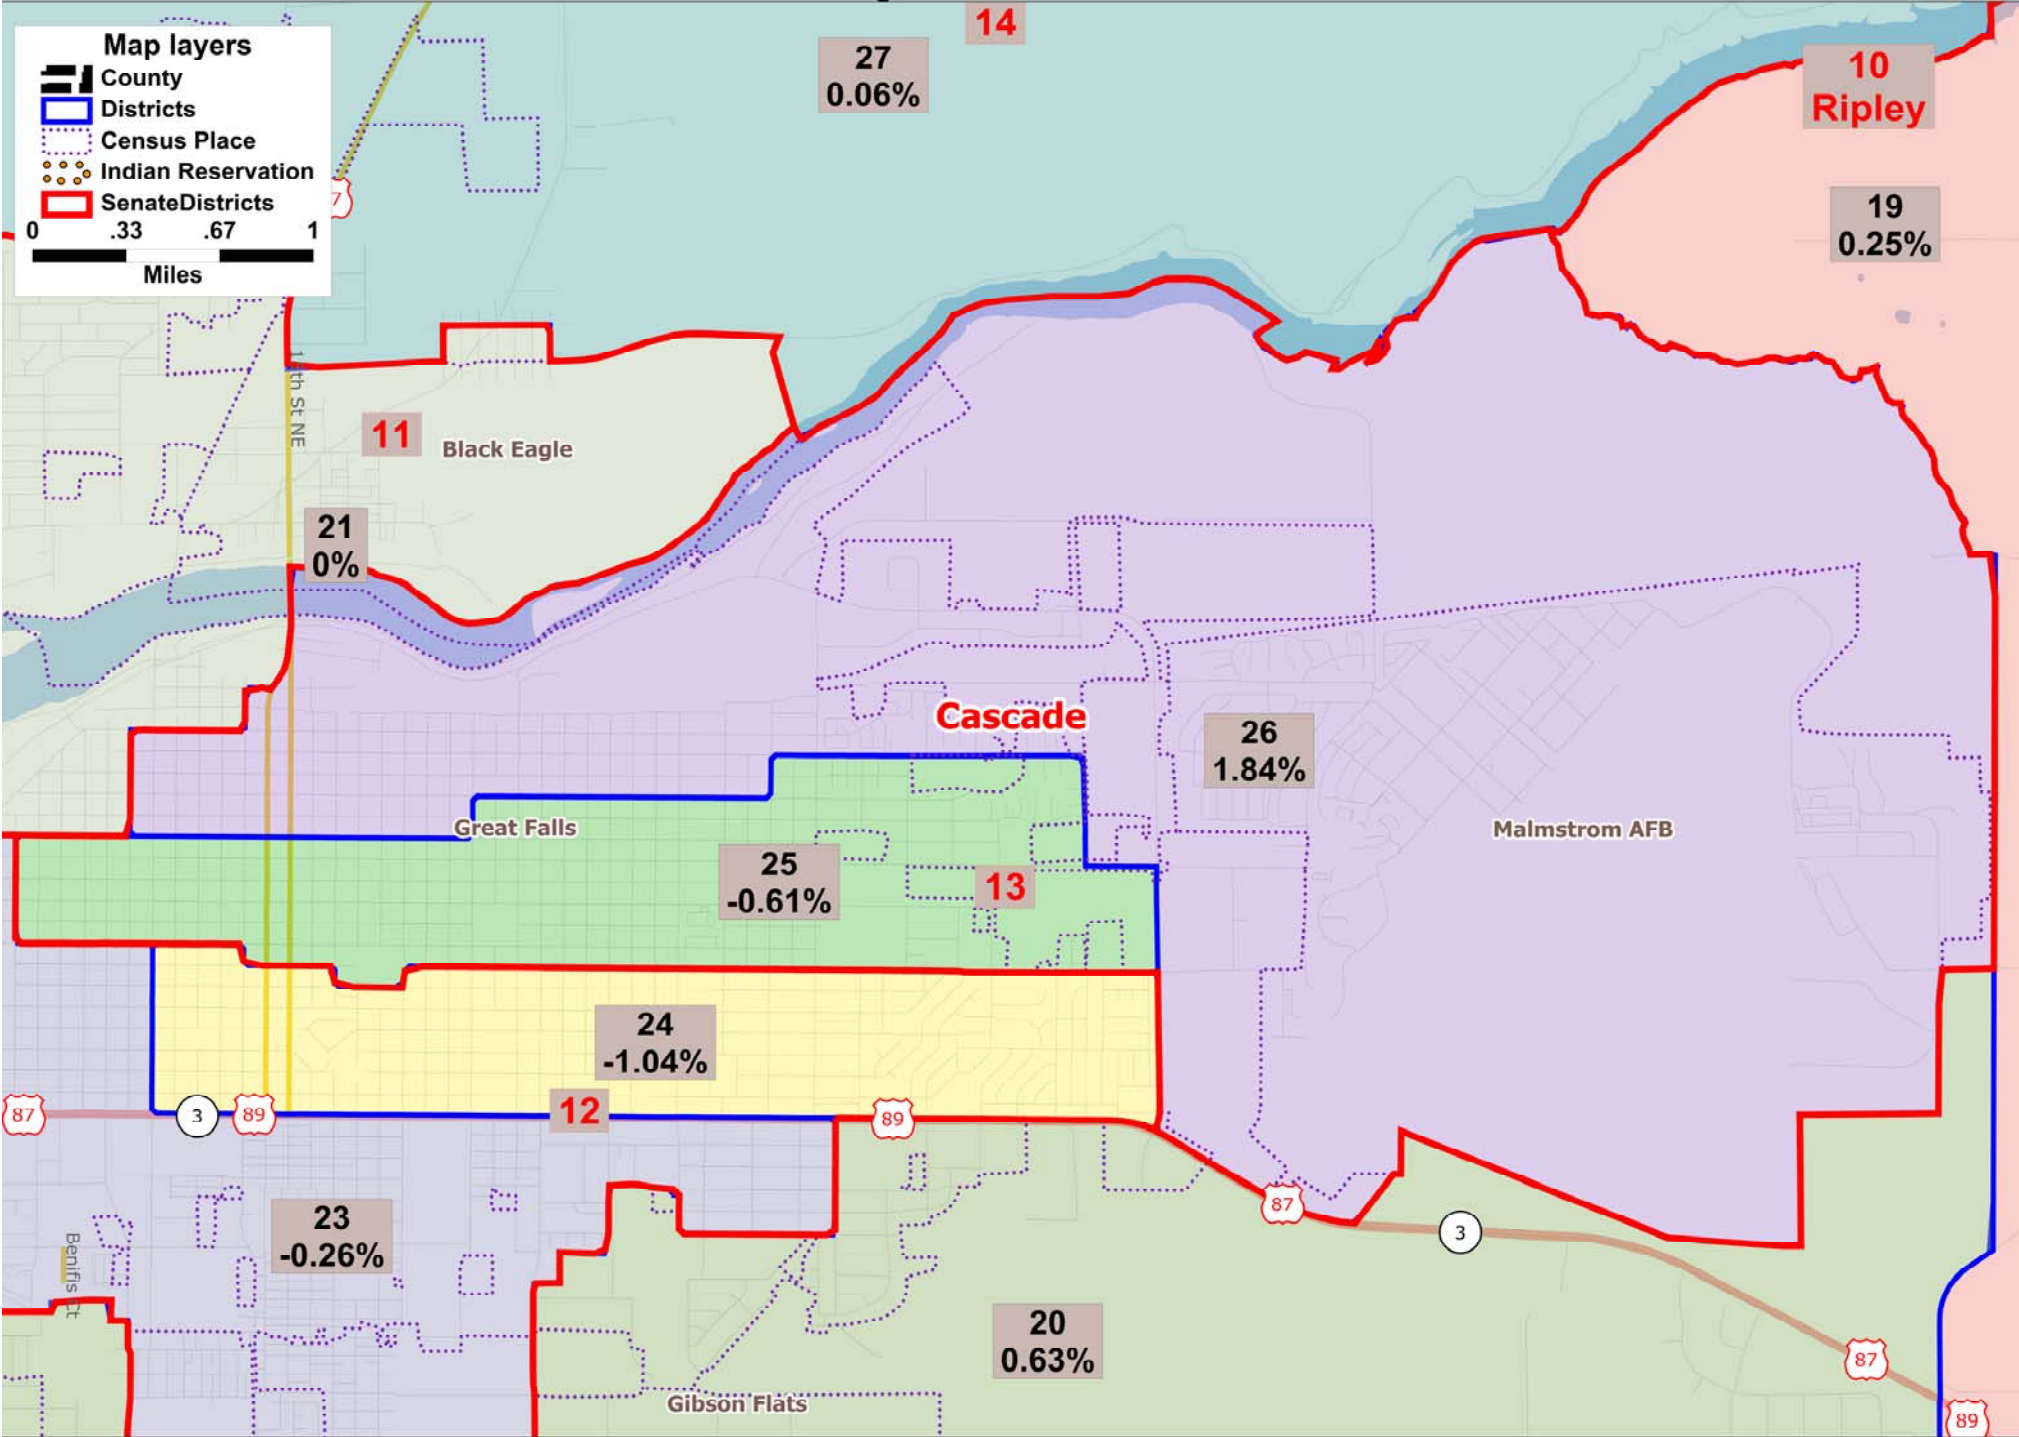 Map layers
County
Districts
Census Place
Indian Reservation
SenateDistricts
0 .33 .67 1
Miles
14
27
0.06%
10
Ripley
19
0.25%
7
11
Black Eagle
21
0%
Cascade
26
1.84%
Malmstrom AFB
Great Falls
25
-0.61%
13
24
-1.04%
12
87
3
89
89
23
-0.26%
87
3
20
0.63%
87
Gibson Flats
89